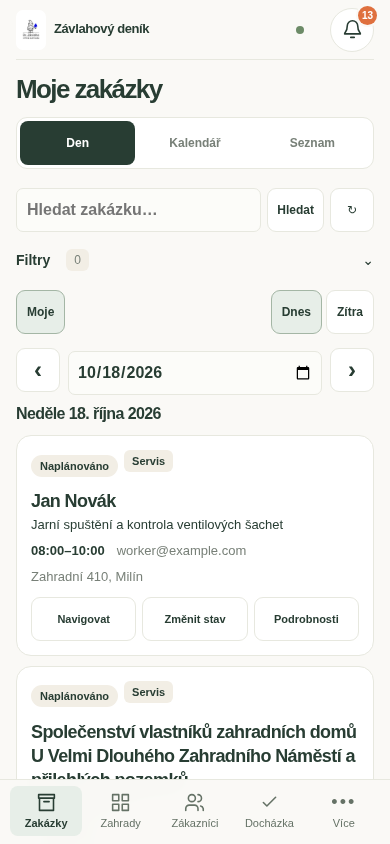 Závlahový deník
13
Moje zakázky
Den
Kalendář
Seznam
Hledat zakázku…
Hledat
Filtry
0
Moje
Dnes
Zítra
10/18/2026
Neděle 18. října 2026
Naplánováno
Servis
Jan Novák
Jarní spuštění a kontrola ventilových šachet
08:00–10:00 worker@example.com
Zahradní 410, Milín
Navigovat
Změnit stav
Podrobnosti
Naplánováno
Servis
Společenství vlastníků zahradních domů
U Velmi Dlouhého Zahradního Náměstí a
přilehlých pozemků
Zakázky
Zahrady
Zákazníci
Docházka
Více